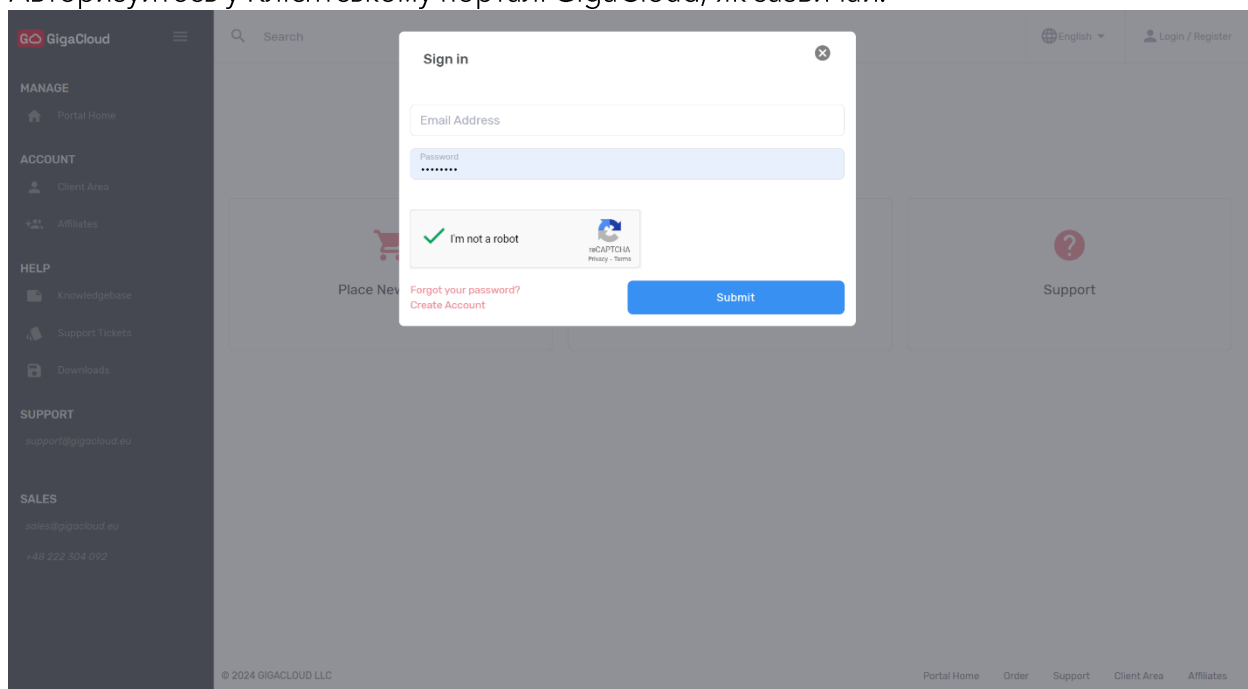 Авторизуйтесь у Клієнтському порталі GigaCloud, як зазвичай.
GigaCloud
Search
English
Login / Register
Sign in
MANAGE
Portal Home
Email Address
ACCOUNT
Password
Client Area
Affiliates
I'm not a robot
reCAPTCHA
Privacy - Terms
HELP
Knowledgebase
Place New
Forgot your password?
Create Account
Submit
Support
Support Tickets
Downloads
SUPPORT
support@gigacloud.eu
SALES
sales@gigacloud.eu
+48 222 304 092
© 2024 GIGACLOUD LLC
Portal Home Order Support Client Area Affiliates